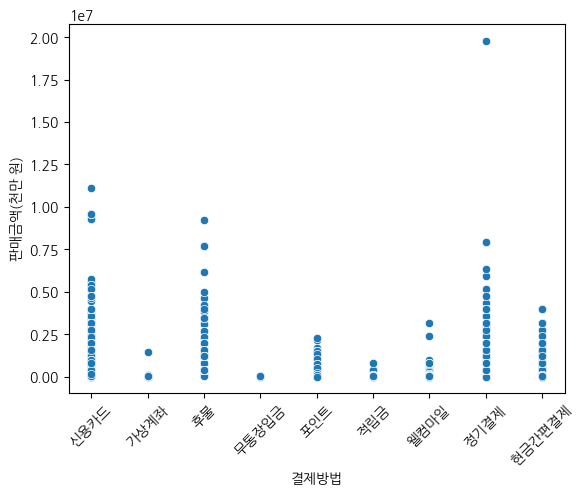 1e7
2.00
1.75
1.50
1.25
1.00
0.75
0.50
0.25
0.00
판매금액(천만 원)
신용카드
가상계좌
후불
무통장입금
포인트
적립금
웰컴마일
정기결제
현금간편결제
결제방법